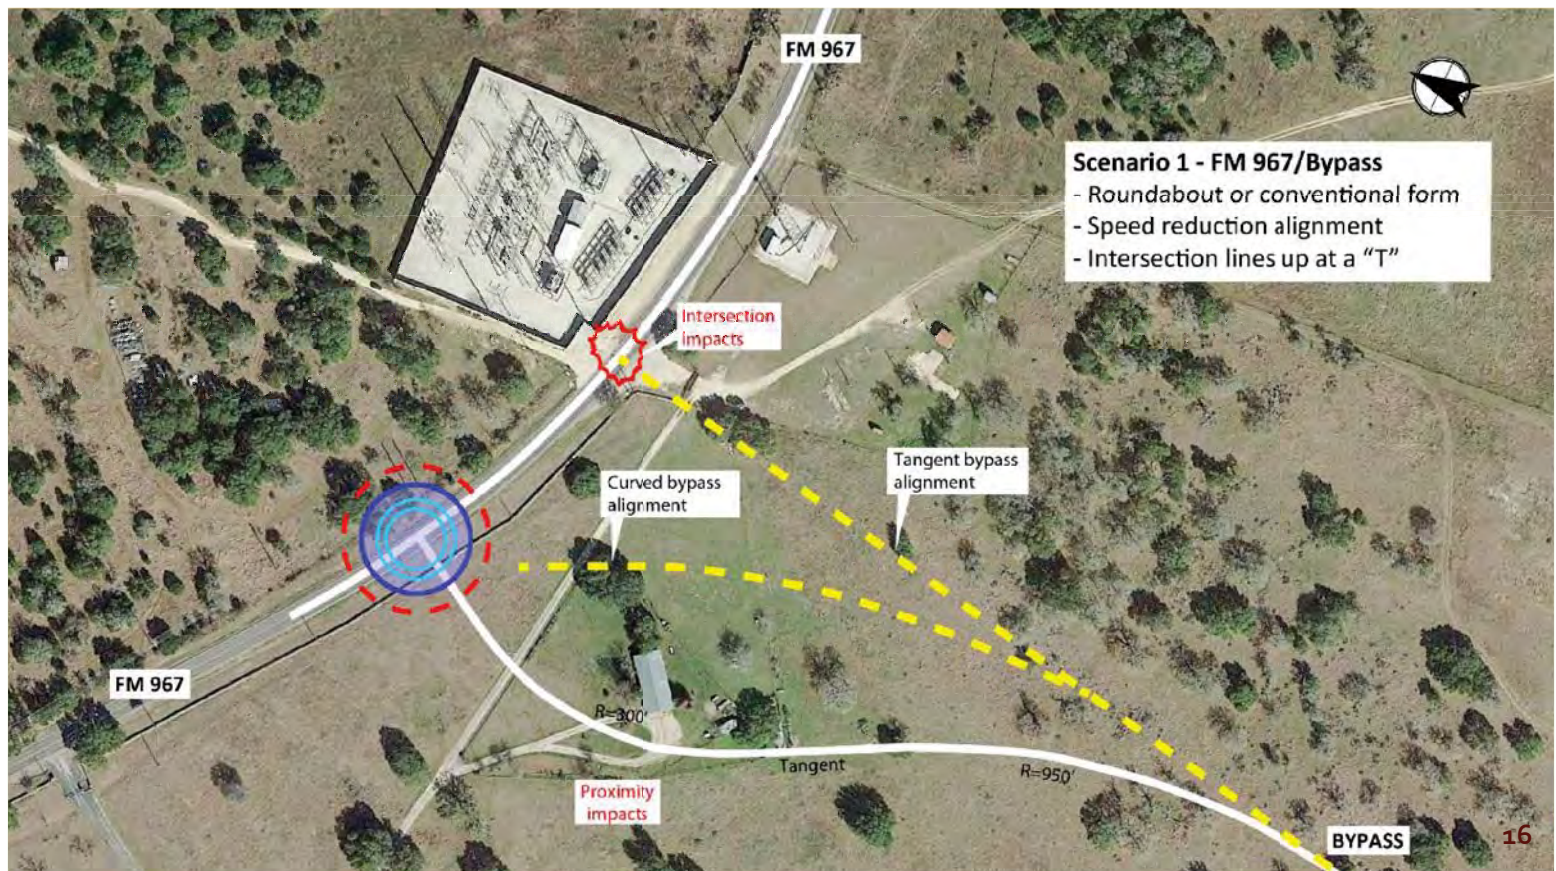 FM 967
Scenario 1 - FM 967/Bypass
- Roundabout or conventional form
- Speed reduction alignment
- Intersection lines up at a “T”
Intersection
impacts
Tangent bypass
alignment
Curved bypass
alignment
FM 967
R=300'
Tangent
R=950'
Proximity
impacts
BYPASS
16